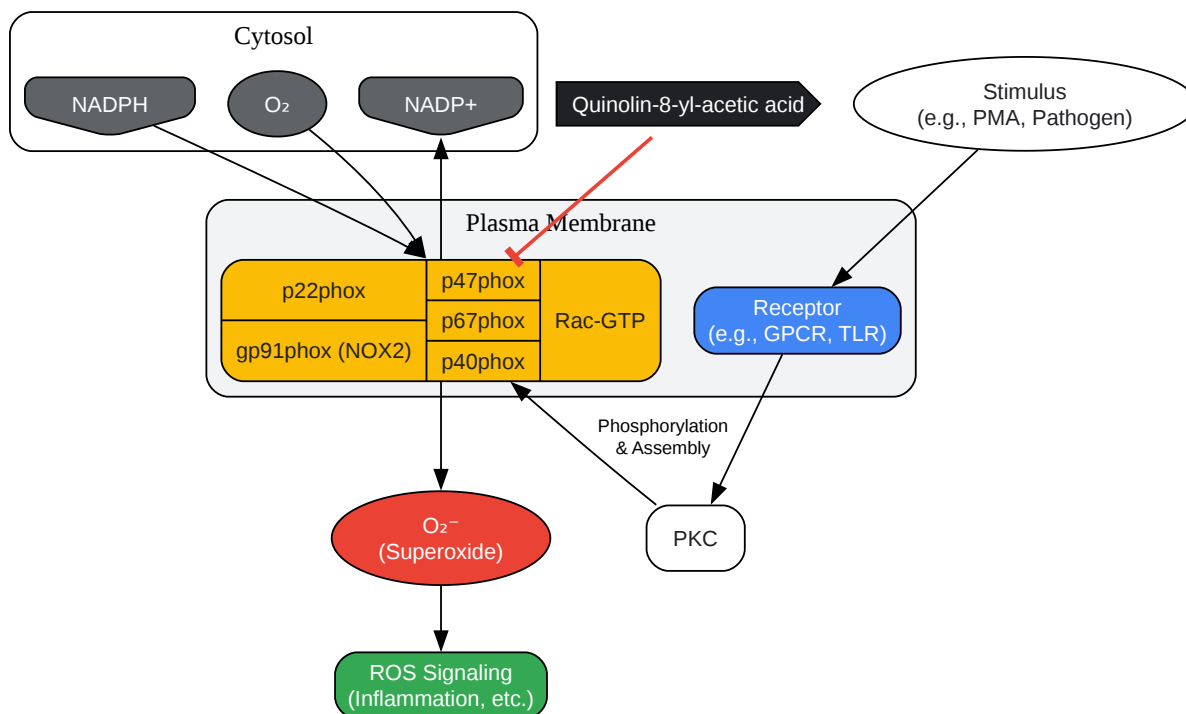 Cytosol
NADPH
O₂
NADP+
Quinolin-8-yl-acetic acid
Stimulus
(e.g., PMA, Pathogen)
Plasma Membrane
p22phox
gp91phox (NOX2)
p47phox
p67phox
p40phox
Rac-GTP
Receptor
(e.g., GPCR, TLR)
Phosphorylation
& Assembly
O₂⁻
(Superoxide)
PKC
ROS Signaling
(Inflammation, etc.)